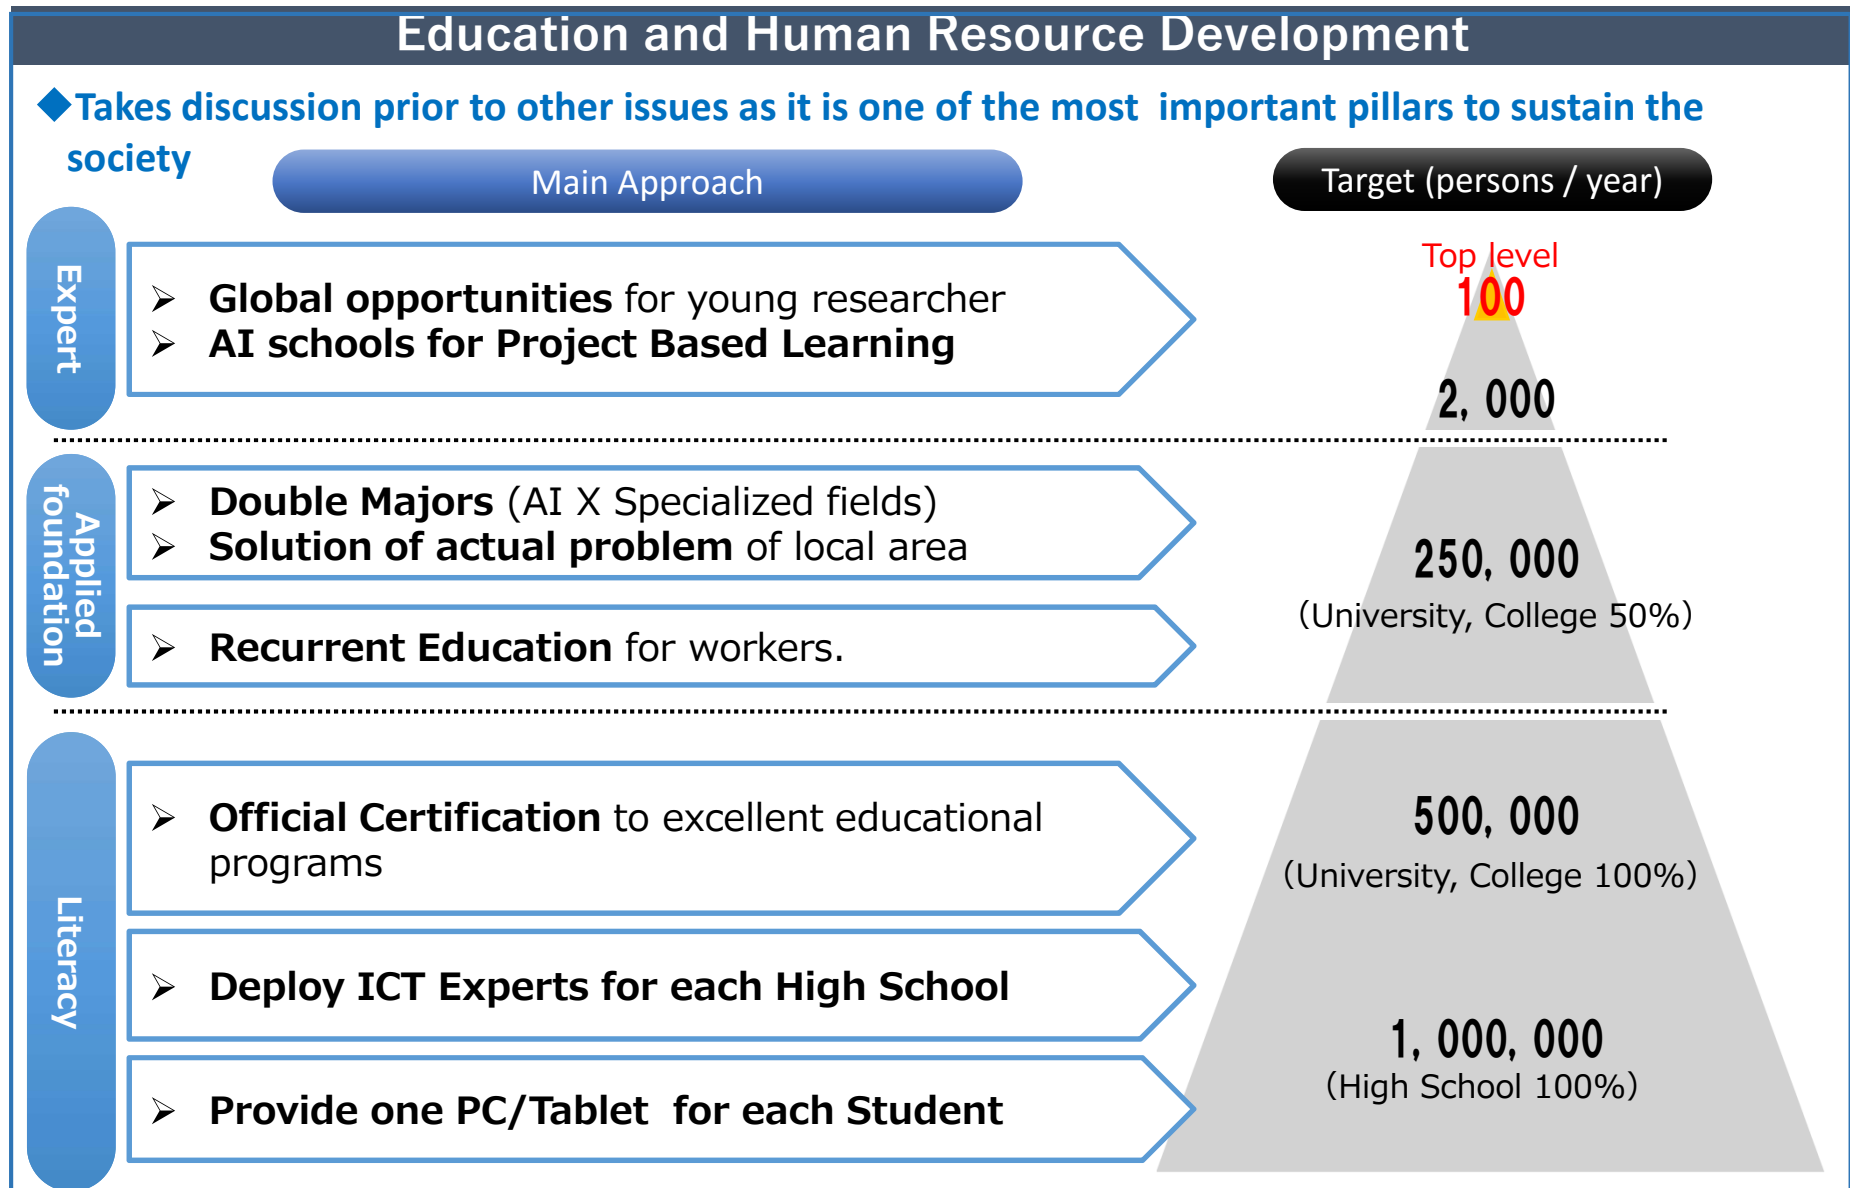 Education and Human Resource Development
◆Takes discussion prior to other issues as it is one of the most  important pillars to sustain the
society
Main Approach
Target (persons / year)
Expert
➢ Global opportunities for young researcher
➢ AI schools for Project Based Learning
Top level
100
2, 000
Applied
foundation
➢ Double Majors (AI X Specialized fields)
➢ Solution of actual problem of local area
➢ Recurrent Education for workers.
250, 000
(University, College 50%)
Literacy
➢ Official Certification to excellent educational
programs
500, 000
(University, College 100%)
➢ Deploy ICT Experts for each High School
1, 000, 000
(High School 100%)
➢ Provide one PC/Tablet  for each Student